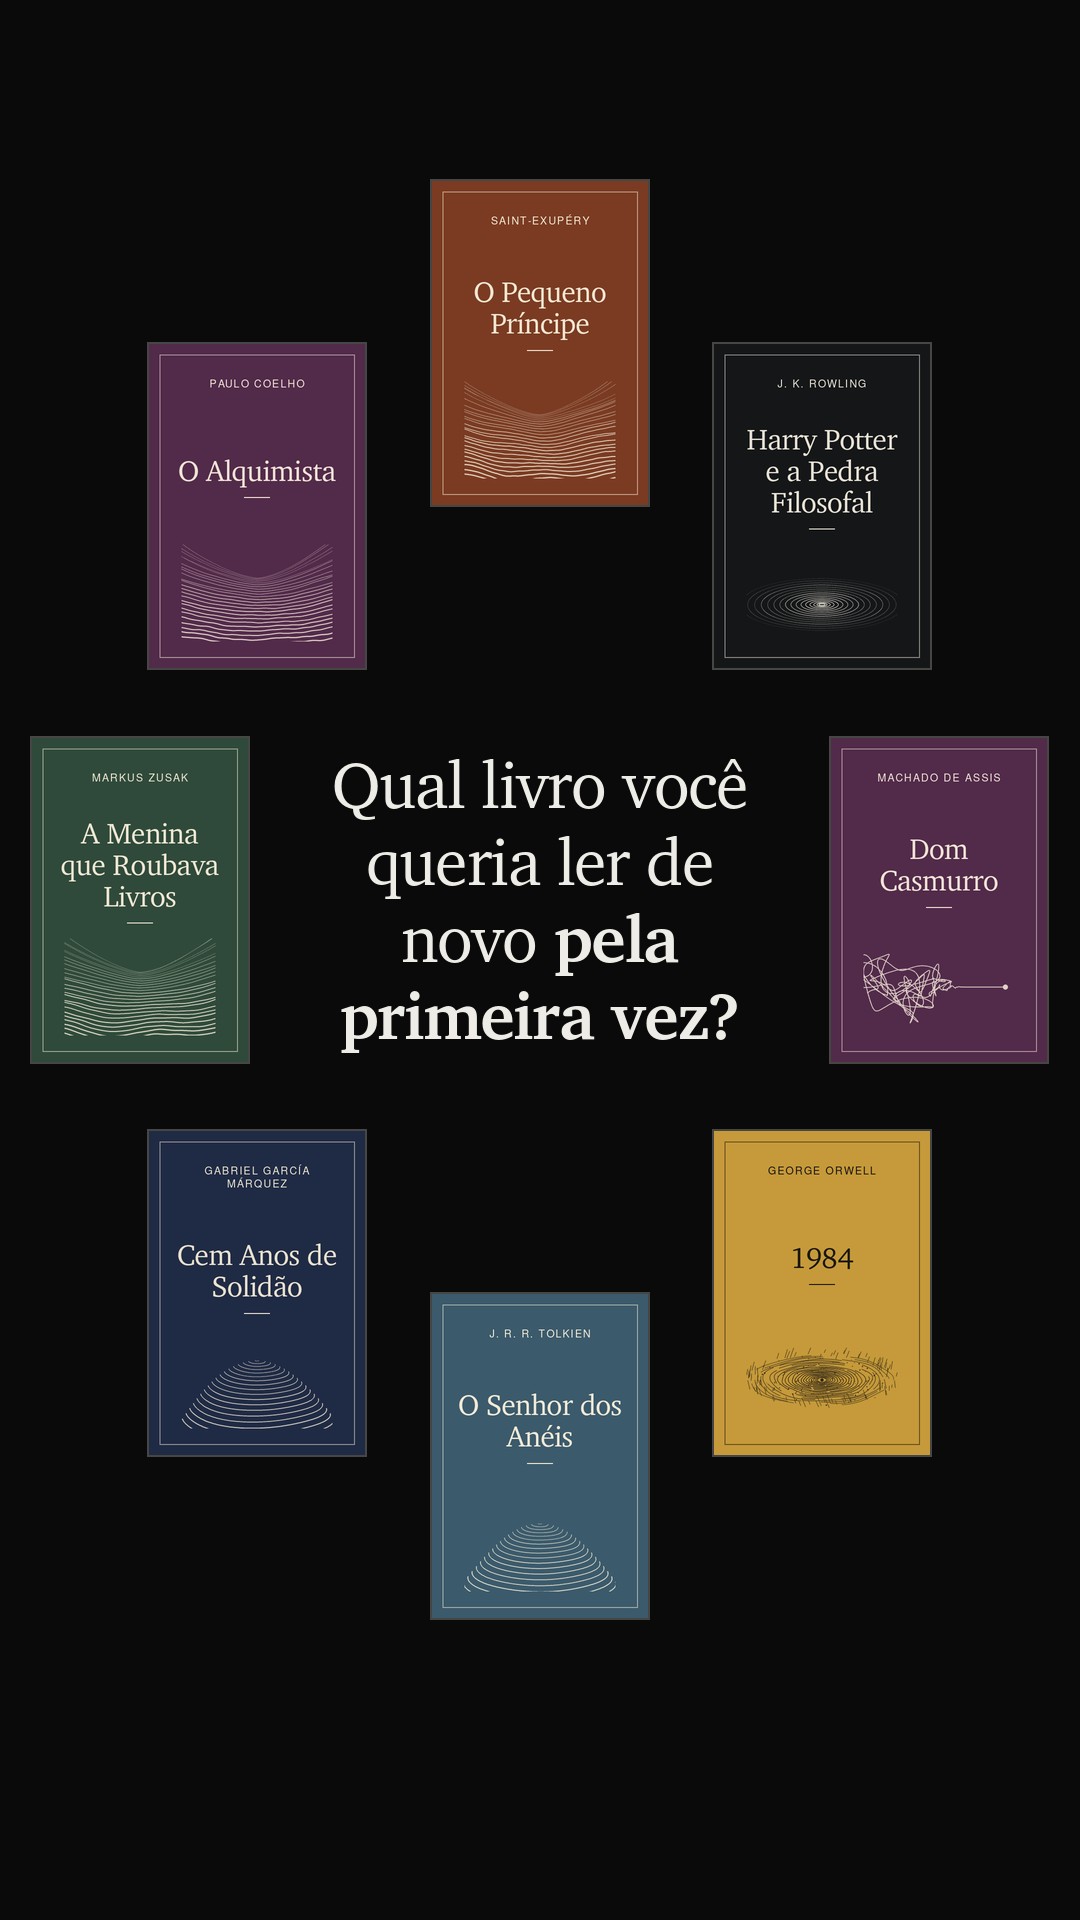 SAINT-EXUPÉRY
O Pequeno
Príncipe
PAULO COELHO
O Alquimista
J. K. ROWLING
Harry Potter
e a Pedra
Filosofal
MARKUS ZUSAK
A Menina
que Roubava
Livros
Qual livro você
queria ler de
novo pela
primeira vez?
MACHADO DE ASSIS
Dom
Casmurro
GABRIEL GARCÍA
MÁRQUEZ
Cem Anos de
Solidão
GEORGE ORWELL
1984
J. R. R. TOLKIEN
O Senhor dos
Anéis